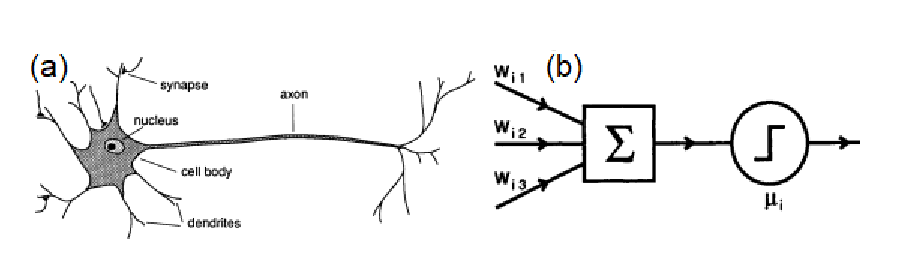 (a)
synapse
axon
nucleus
cell body
dendrites
(b)
wi1
wi2
wi3
Σ
μi